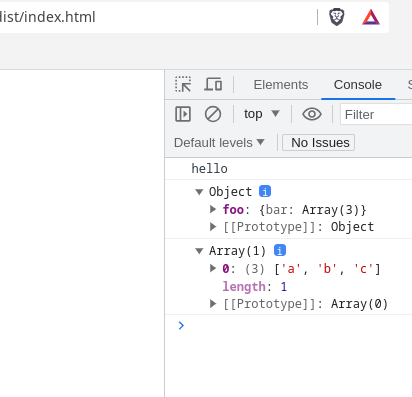 dist/index.html
Elements Console
top Filter
Default levels No Issues
hello
Object i
foo: {bar: Array(3)}
[[Prototype]]: Object
Array(1) i
0: (3) ['a', 'b', 'c']
length: 1
[[Prototype]]: Array(0)